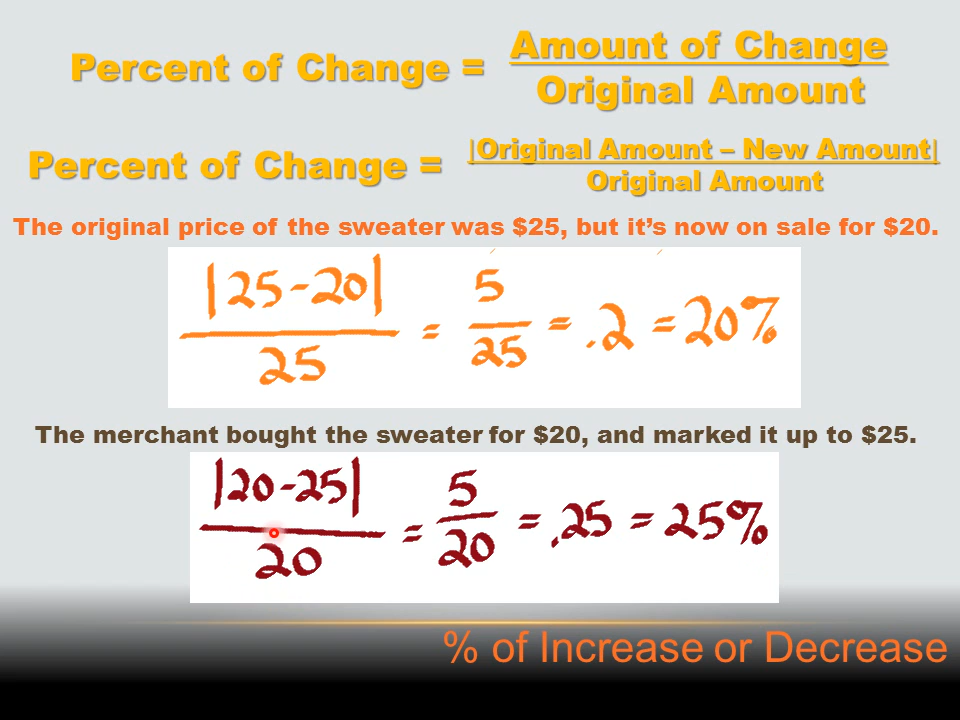 Percent of Change = Amount of Change
Original Amount
Percent of Change = |Original Amount – New Amount|
Original Amount
The original price of the sweater was $25, but it’s now on sale for $20.
|25-20|
25
=
5
25
= .2 = 20%
The merchant bought the sweater for $20, and marked it up to $25.
|20-25|
20
=
5
20
= .25 = 25%
% of Increase or Decrease